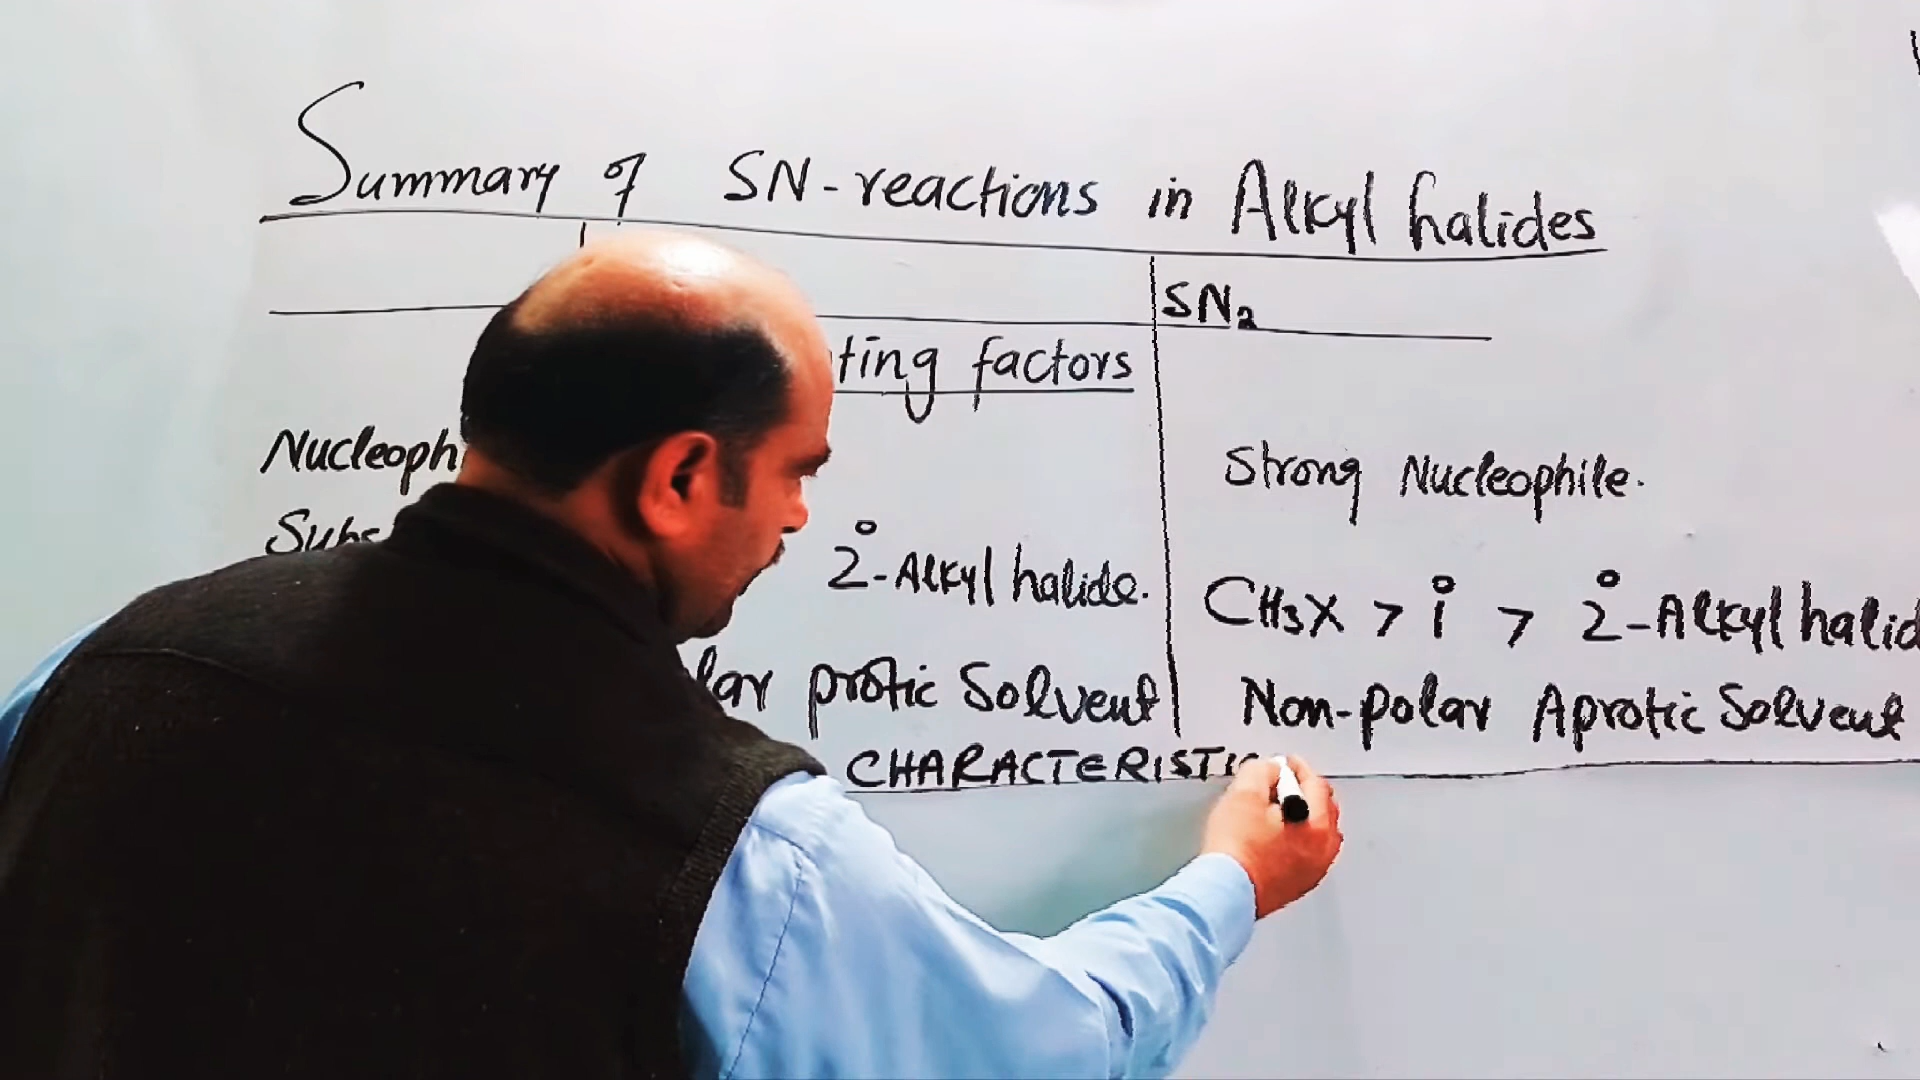 Summary of SN-reactions in Alkyl halides
SN2
ting factors
Nucleoph Strong Nucleophile.
Subs 2°-Alkyl halide. CH3X > 1° > 2°-Alkyl halid
lar protic Solvent Non-polar Aprotic Solvent
CHARACTERISTIC